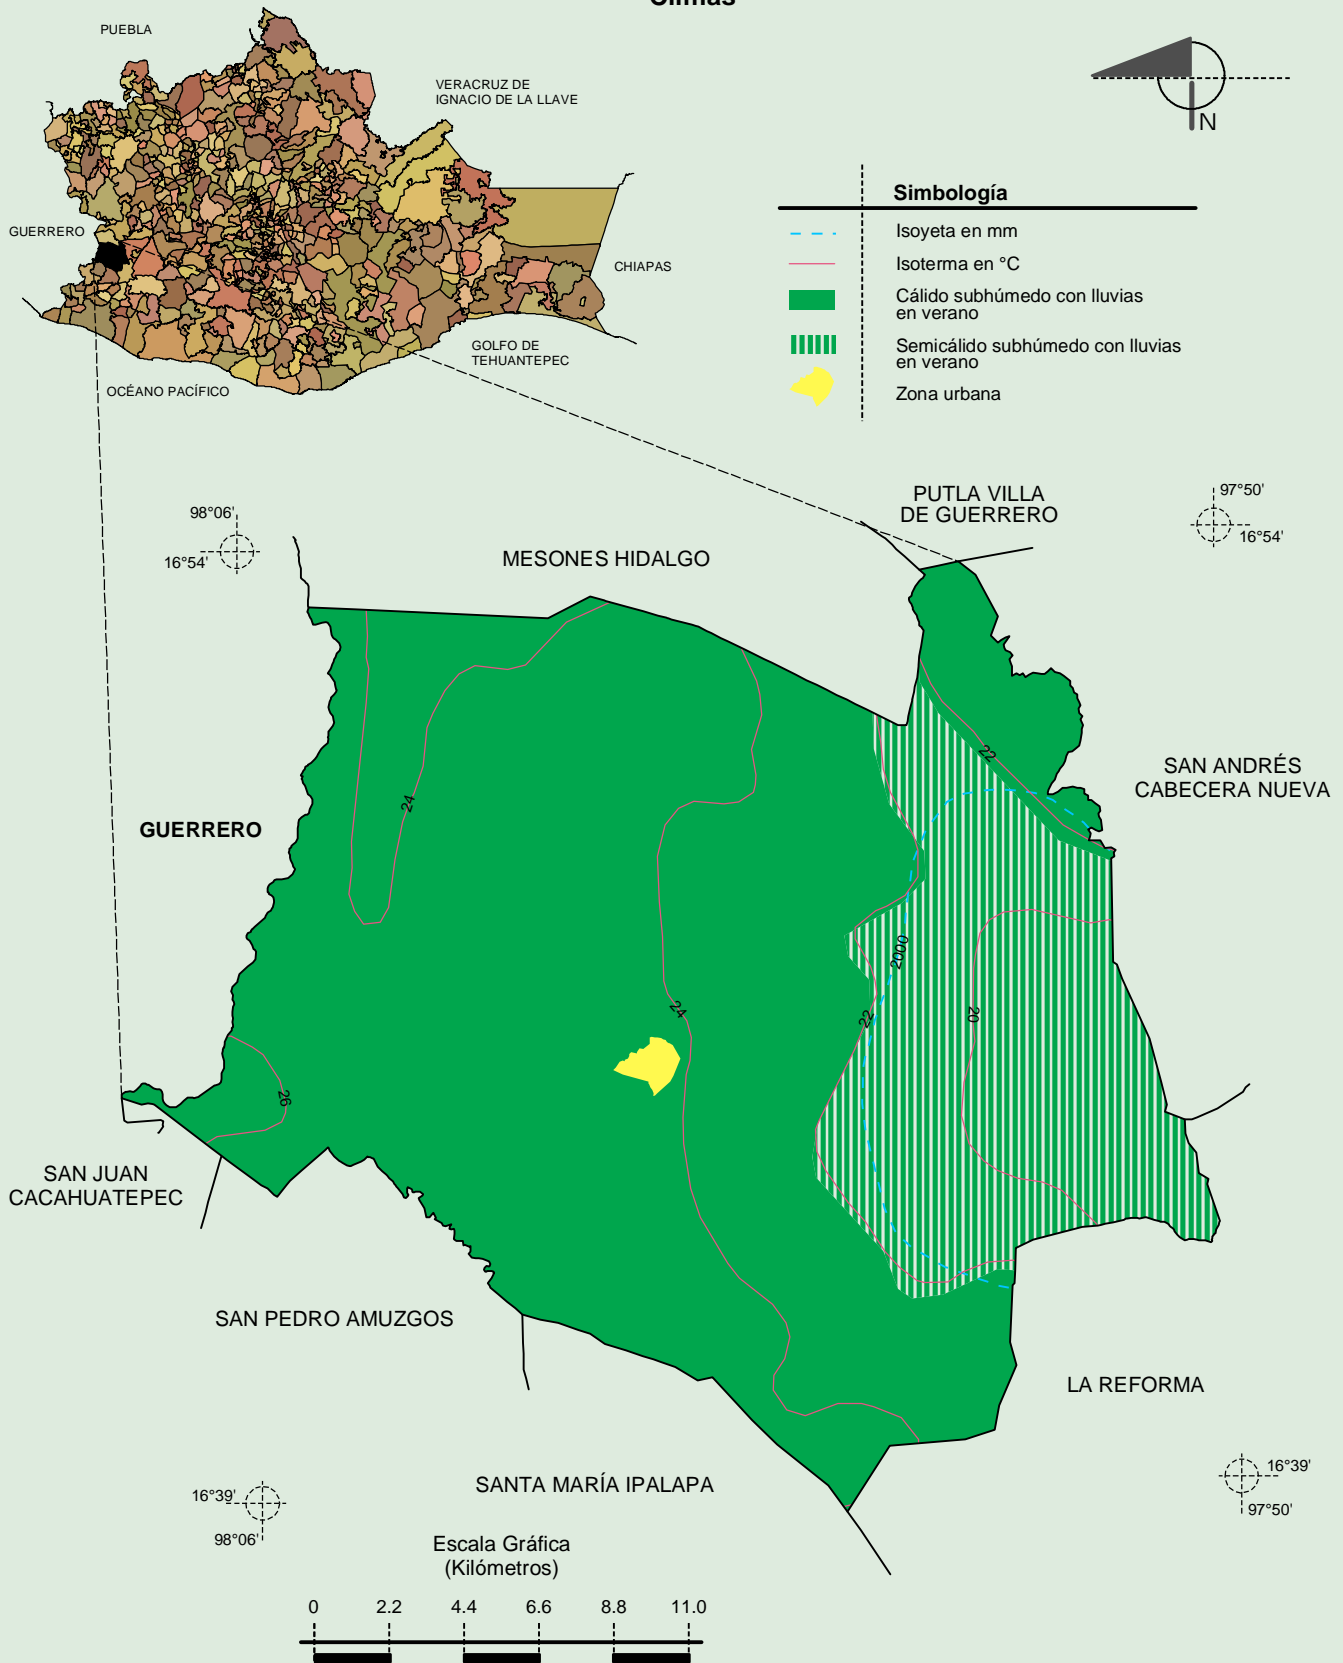 Climas
PUEBLA
VERACRUZ DE
IGNACIO DE LA LLAVE
N
GUERRERO
CHIAPAS
GOLFO DE
TEHUANTEPEC
OCÉANO PACÍFICO
Simbología
Isoyeta en mm
Isoterma en °C
Cálido subhúmedo con lluvias
en verano
Semicálido subhúmedo con lluvias
en verano
Zona urbana
98°06'
16°54'
PUTLA VILLA
DE GUERRERO
97°50'
16°54'
MESONES HIDALGO
22
SAN ANDRÉS
CABECERA NUEVA
24
GUERRERO
2000
24
22
20
26
SAN JUAN
CACAHUATEPEC
SAN PEDRO AMUZGOS
LA REFORMA
SANTA MARÍA IPALAPA
16°39'
98°06'
16°39'
97°50'
Escala Gráfica
(Kilómetros)
0 2.2 4.4 6.6 8.8 11.0